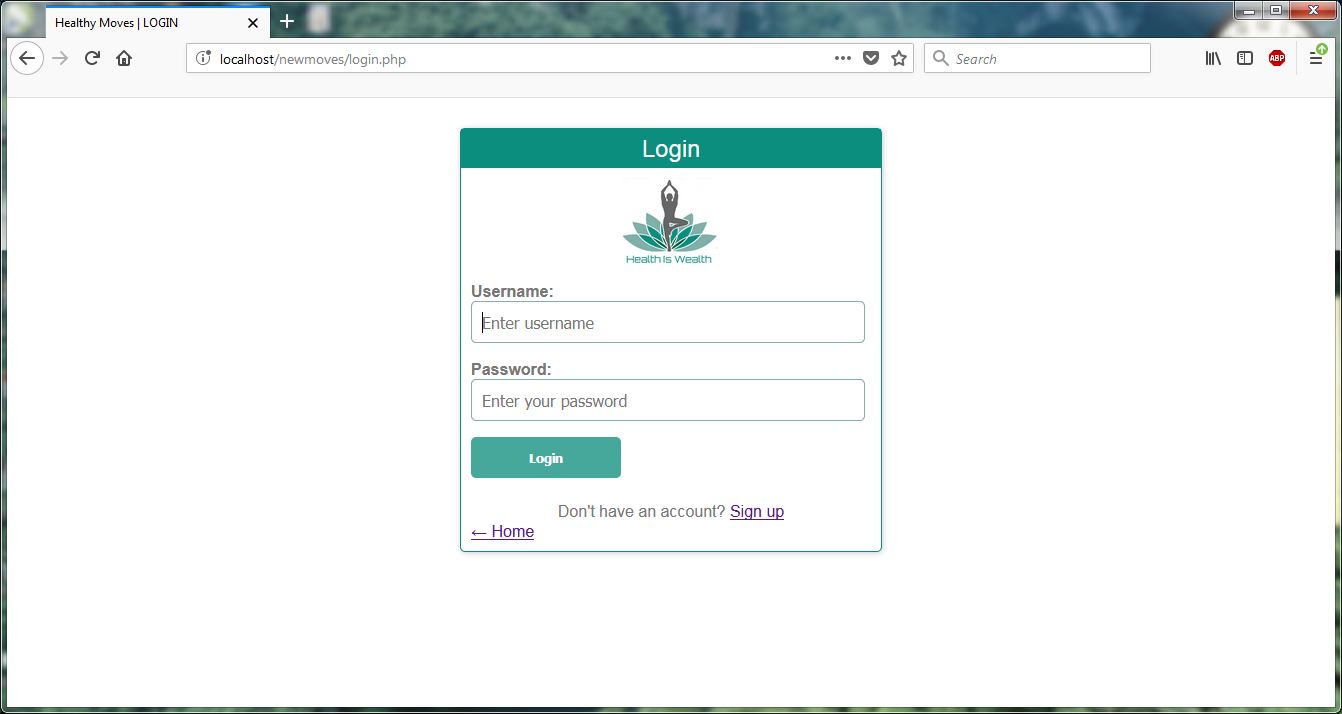 Healthy Moves | LOGIN
localhost/newmoves/login.php
Search
ABP
Login
Health Is Wealth
Username:
Enter username
Password:
Enter your password
Login
Don't have an account? Sign up
← Home